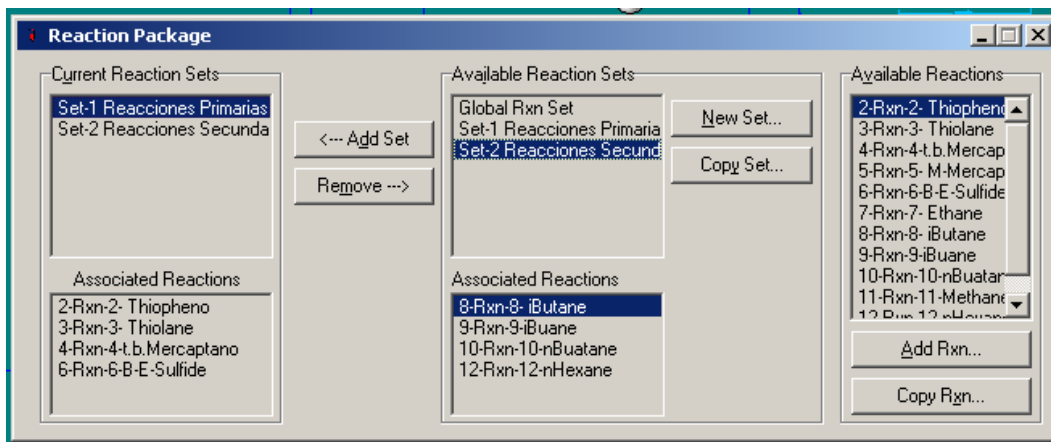 Reaction Package
Current Reaction Sets
Set-1 Reacciones Primarias
Set-2 Reacciones Secunda
<--- Add Set
Remove --->
Associated Reactions
2-Rxn-2- Thiopheno
3-Rxn-3- Thiolane
4-Rxn-4-t.b.Mercaptano
6-Rxn-6-B-E-Sulfide
Available Reaction Sets
Global Rxn Set
Set-1 Reacciones Primaria
Set-2 Reacciones Secund
New Set...
Copy Set...
Associated Reactions
8-Rxn-8- iButane
9-Rxn-9-iBuane
10-Rxn-10-nBuatane
12-Rxn-12-nHexane
Available Reactions
2-Rxn-2- Thiopheno
3-Rxn-3- Thiolane
4-Rxn-4-t.b.Mercap
5-Rxn-5- M-Mercap
6-Rxn-6-B-E-Sulfide
7-Rxn-7- Ethane
8-Rxn-8- iButane
9-Rxn-9-iBuane
10-Rxn-10-nBuatar
11-Rxn-11-Methane
Add Rxn...
Copy Rxn...